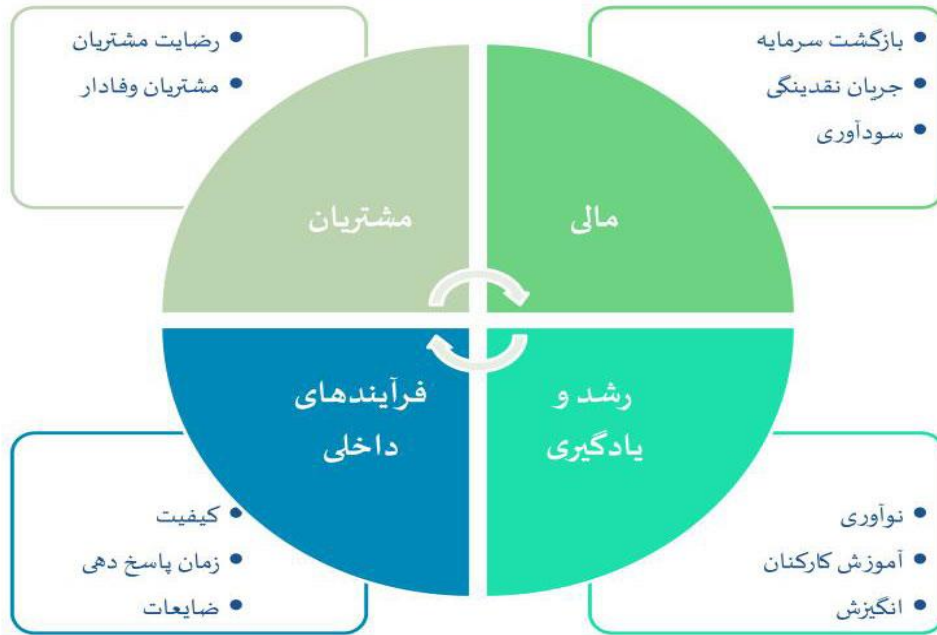 • بازگشت سرمایه
• جریان نقدینگی
• سودآوری
• رضایت مشتریان
• مشتریان وفادار
مالی
مشتریان
رشد و
یادگیری
فرآیندهای
داخلی
• نوآوری
• آموزش کارکنان
• انگیزش
• کیفیت
• زمان پاسخ دهی
• ضایعات